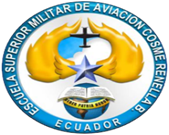 ESCUELA SUPERIOR MILITAR DE AVIACION COSME RENELLA B.
ECUADOR